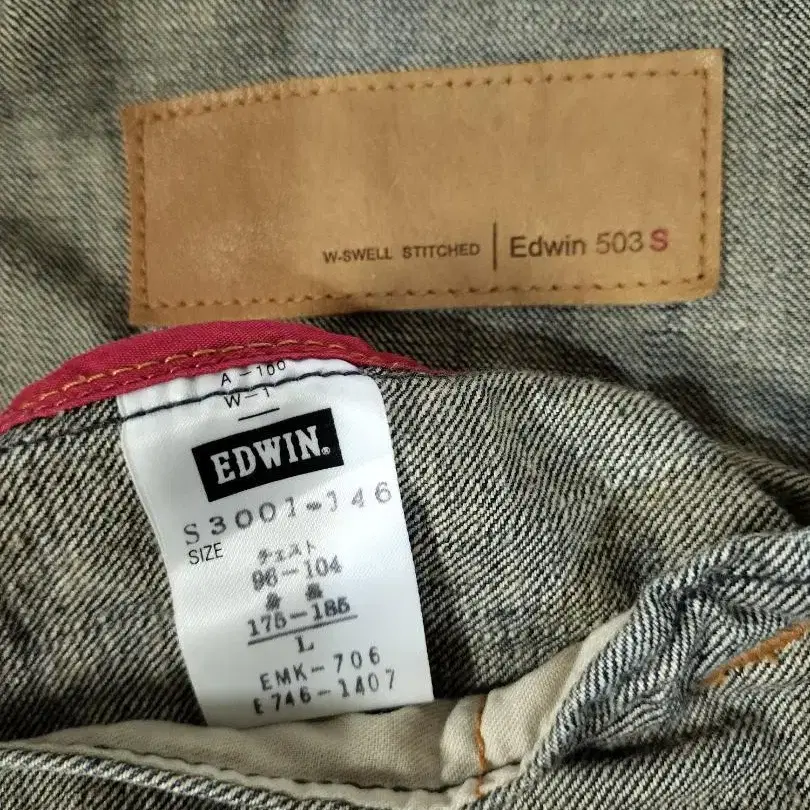 W-SWELL STITCHED | Edwin 503 S
A-100
W-1
EDWIN®
S3001-146
SIZE
チェスト
96-104
身長
175-185
L
EMK-706
E746-1407